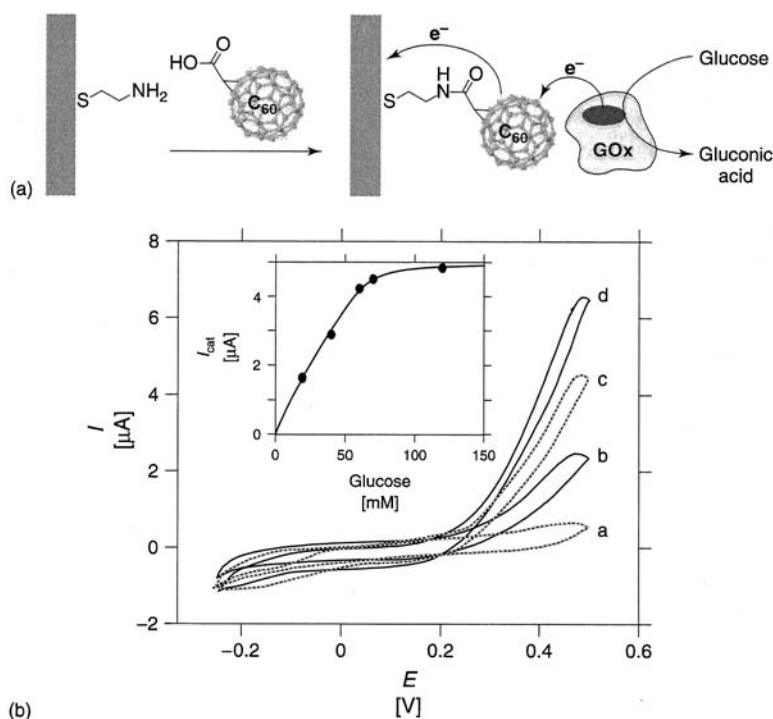 HO
O
S
NH₂
C₆₀
e⁻
S
H
N
O
C₆₀
e⁻
GOx
Glucose
Gluconic
acid
(a)
8
6
4
2
0
−2
I
[µA]
4
2
0
I cat
[µA]
0
50
100
150
Glucose
[mM]
d
c
b
a
−0.2
0
0.2
0.4
0.6
E
[V]
(b)